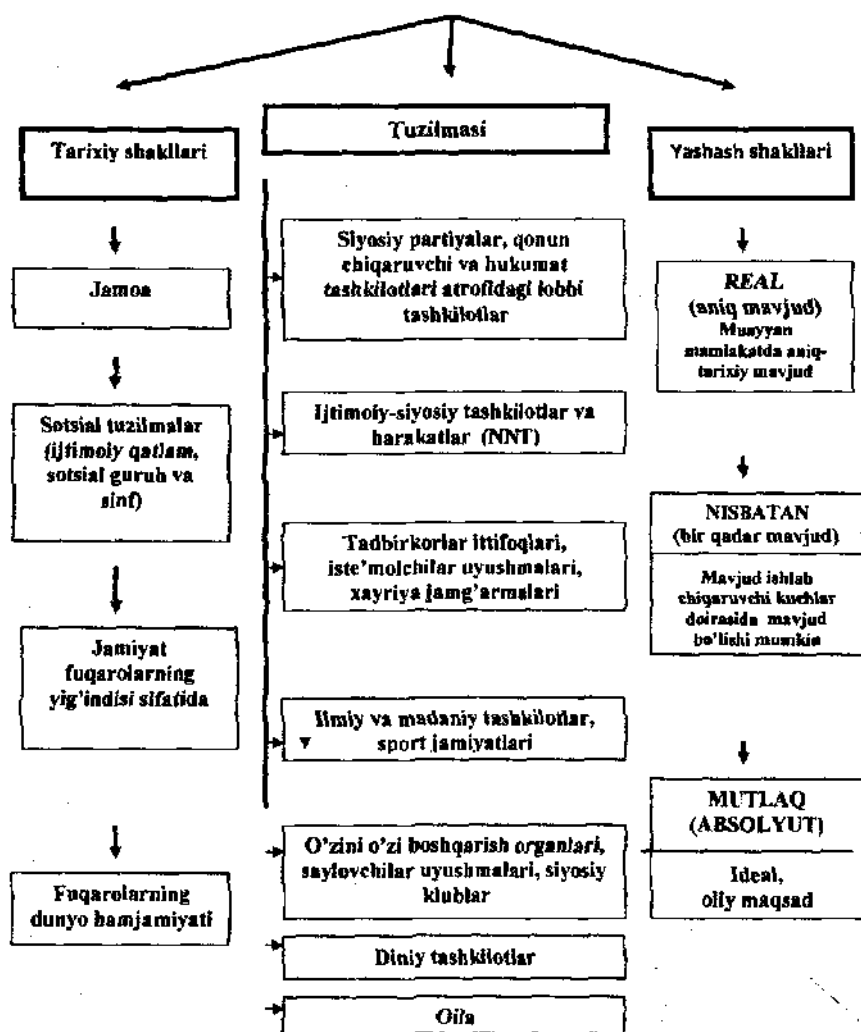 Tarixiy shakllari
Jamoa
Sotsial tuzilmalar
(ijtimoiy qatlam,
sotsial guruh va
sinf)
Jamiyat
fuqarolarning
yig'indisi sifatida
Fuqarolarning
dunyo hamjamiyati
Tuzilmasi
Siyosiy partiyalar, qonun
chiqaruvchi va hukumat
tashkilotlari atrofidagi lobbi
tashkilotlar
Ijtimoiy-siyosiy tashkilotlar va
harakatlar (NNT)
Tadbirkorlar ittifoqlari,
iste'molchilar uyushmalari,
xayriya jamg'armalari
Ilmiy va madaniy tashkilotlar,
sport jamiyatlari
O'zini o'zi boshqarish organlari,
saylovchilar uyushmalari, siyosiy
klublar
Diniy tashkilotlar
Oila
Yashash shakllari
REAL
(aniq mavjud)
Muayyan
mamlakatda aniq-
tarixiy mavjud
NISBATAN
(bir qadar mavjud)
Mavjud ishlab
chiqaruvchi kuchlar
doirasida mavjud
bo'lishi mumkin
MUTLAQ
(ABSOLYUT)
Ideal,
oliy maqsad